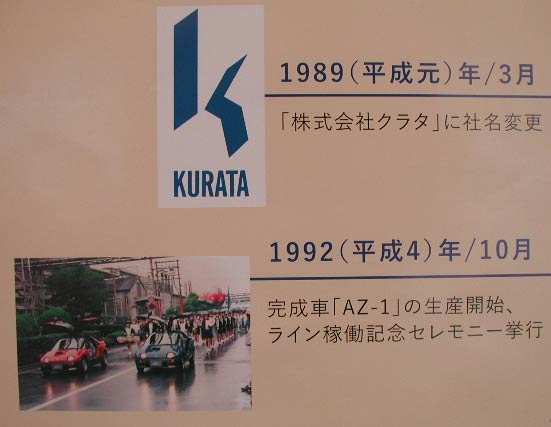 KURATA
1989(平成元)年/3月
「株式会社クラタ」に社名変更
1992(平成4)年/10月
完成車「AZ-1」の生産開始、
ライン稼働記念セレモニー挙行